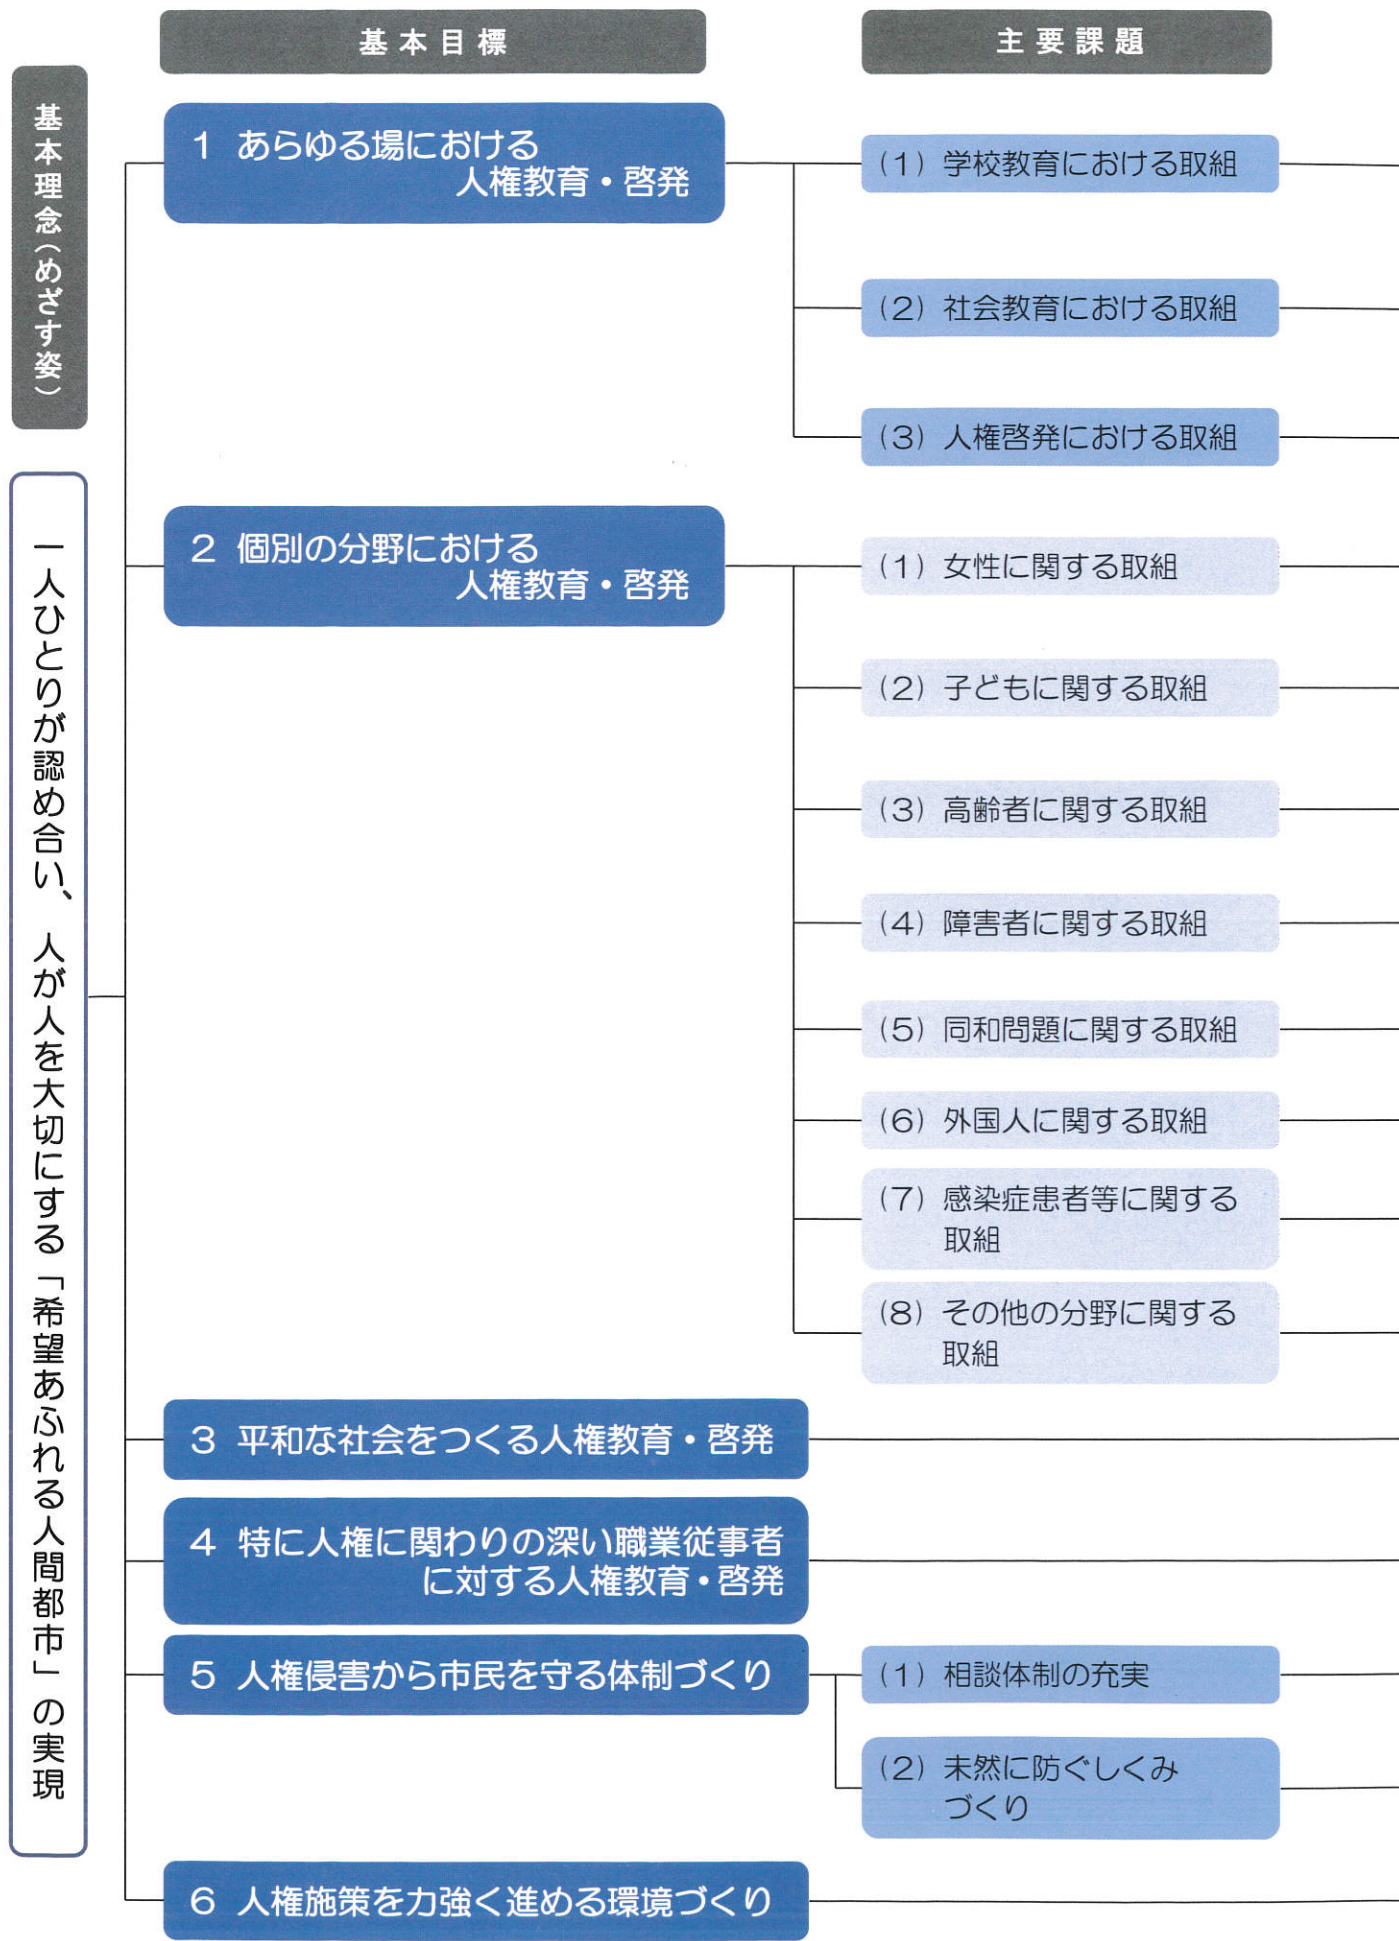 基本目標
主要課題
基本理念（めざす姿）
一人ひとりが認め合い、人が人を大切にする「希望あふれる人間都市」の実現
1 あらゆる場における
人権教育・啓発
(1) 学校教育における取組
(2) 社会教育における取組
(3) 人権啓発における取組
2 個別の分野における
人権教育・啓発
(1) 女性に関する取組
(2) 子どもに関する取組
(3) 高齢者に関する取組
(4) 障害者に関する取組
(5) 同和問題に関する取組
(6) 外国人に関する取組
(7) 感染症患者等に関する
取組
(8) その他の分野に関する
取組
3 平和な社会をつくる人権教育・啓発
4 特に人権に関わりの深い職業従事者
に対する人権教育・啓発
5 人権侵害から市民を守る体制づくり
(1) 相談体制の充実
(2) 未然に防ぐしくみ
づくり
6 人権施策を力強く進める環境づくり